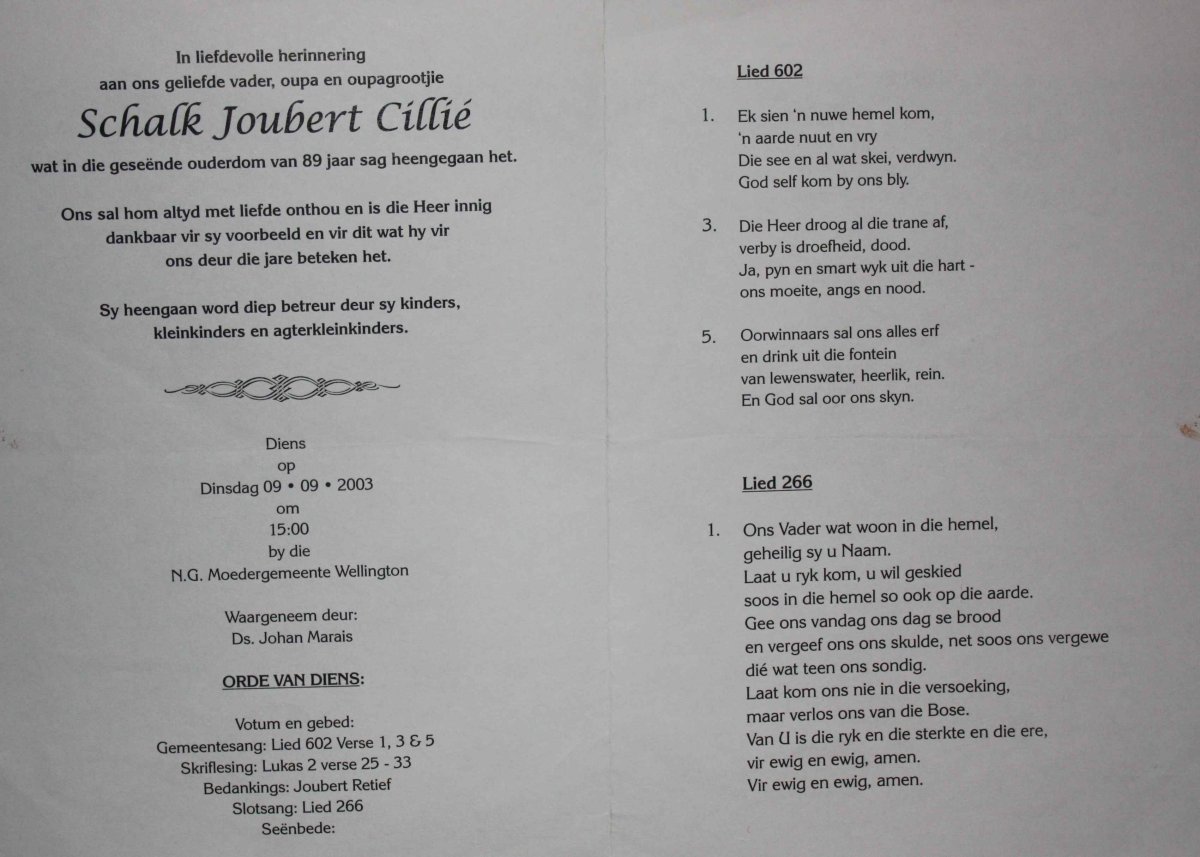 In liefdevolle herinnering
aan ons geliefde vader, oupa en oupagrootjie
Schalk Joubert Cillié
wat in die geseënde ouderdom van 89 jaar sag heengegaan het.
Ons sal hom altyd met liefde onthou en is die Heer innig
dankbaar vir sy voorbeeld en vir dit wat hy vir
ons deur die jare beteken het.
Sy heengaan word diep betreur deur sy kinders,
kleinkinders en agterkleinkinders.
Diens
op
Dinsdag 09 • 09 • 2003
om
15:00
by die
N.G. Moedergemeente Wellington
Waargeneem deur:
Ds. Johan Marais
ORDE VAN DIENS:
Votum en gebed:
Gemeentesang: Lied 602 Verse 1, 3 & 5
Skriflesing: Lukas 2 verse 25 - 33
Bedankings: Joubert Retief
Slotsang: Lied 266
Seënbede:
Lied 602
1. Ek sien ‘n nuwe hemel kom,
‘n aarde nuut en vry
Die see en al wat skei, verdwyn.
God self kom by ons bly.
3. Die Heer droog al die trane af,
verby is droefheid, dood.
Ja, pyn en smart wyk uit die hart -
ons moeite, angs en nood.
5. Oorwinnaars sal ons alles erf
en drink uit die fontein
van lewenswater, heerlik, rein.
En God sal oor ons skyn.
Lied 266
1. Ons Vader wat woon in die hemel,
geheilig sy u Naam.
Laat u ryk kom, u wil geskied
soos in die hemel so ook op die aarde.
Gee ons vandag ons dag se brood
en vergeef ons ons skulde, net soos ons vergewe
dié wat teen ons sondig.
Laat kom ons nie in die versoeking,
maar verlos ons van die Bose.
Van U is die ryk en die sterkte en die ere,
vir ewig en ewig, amen.
Vir ewig en ewig, amen.